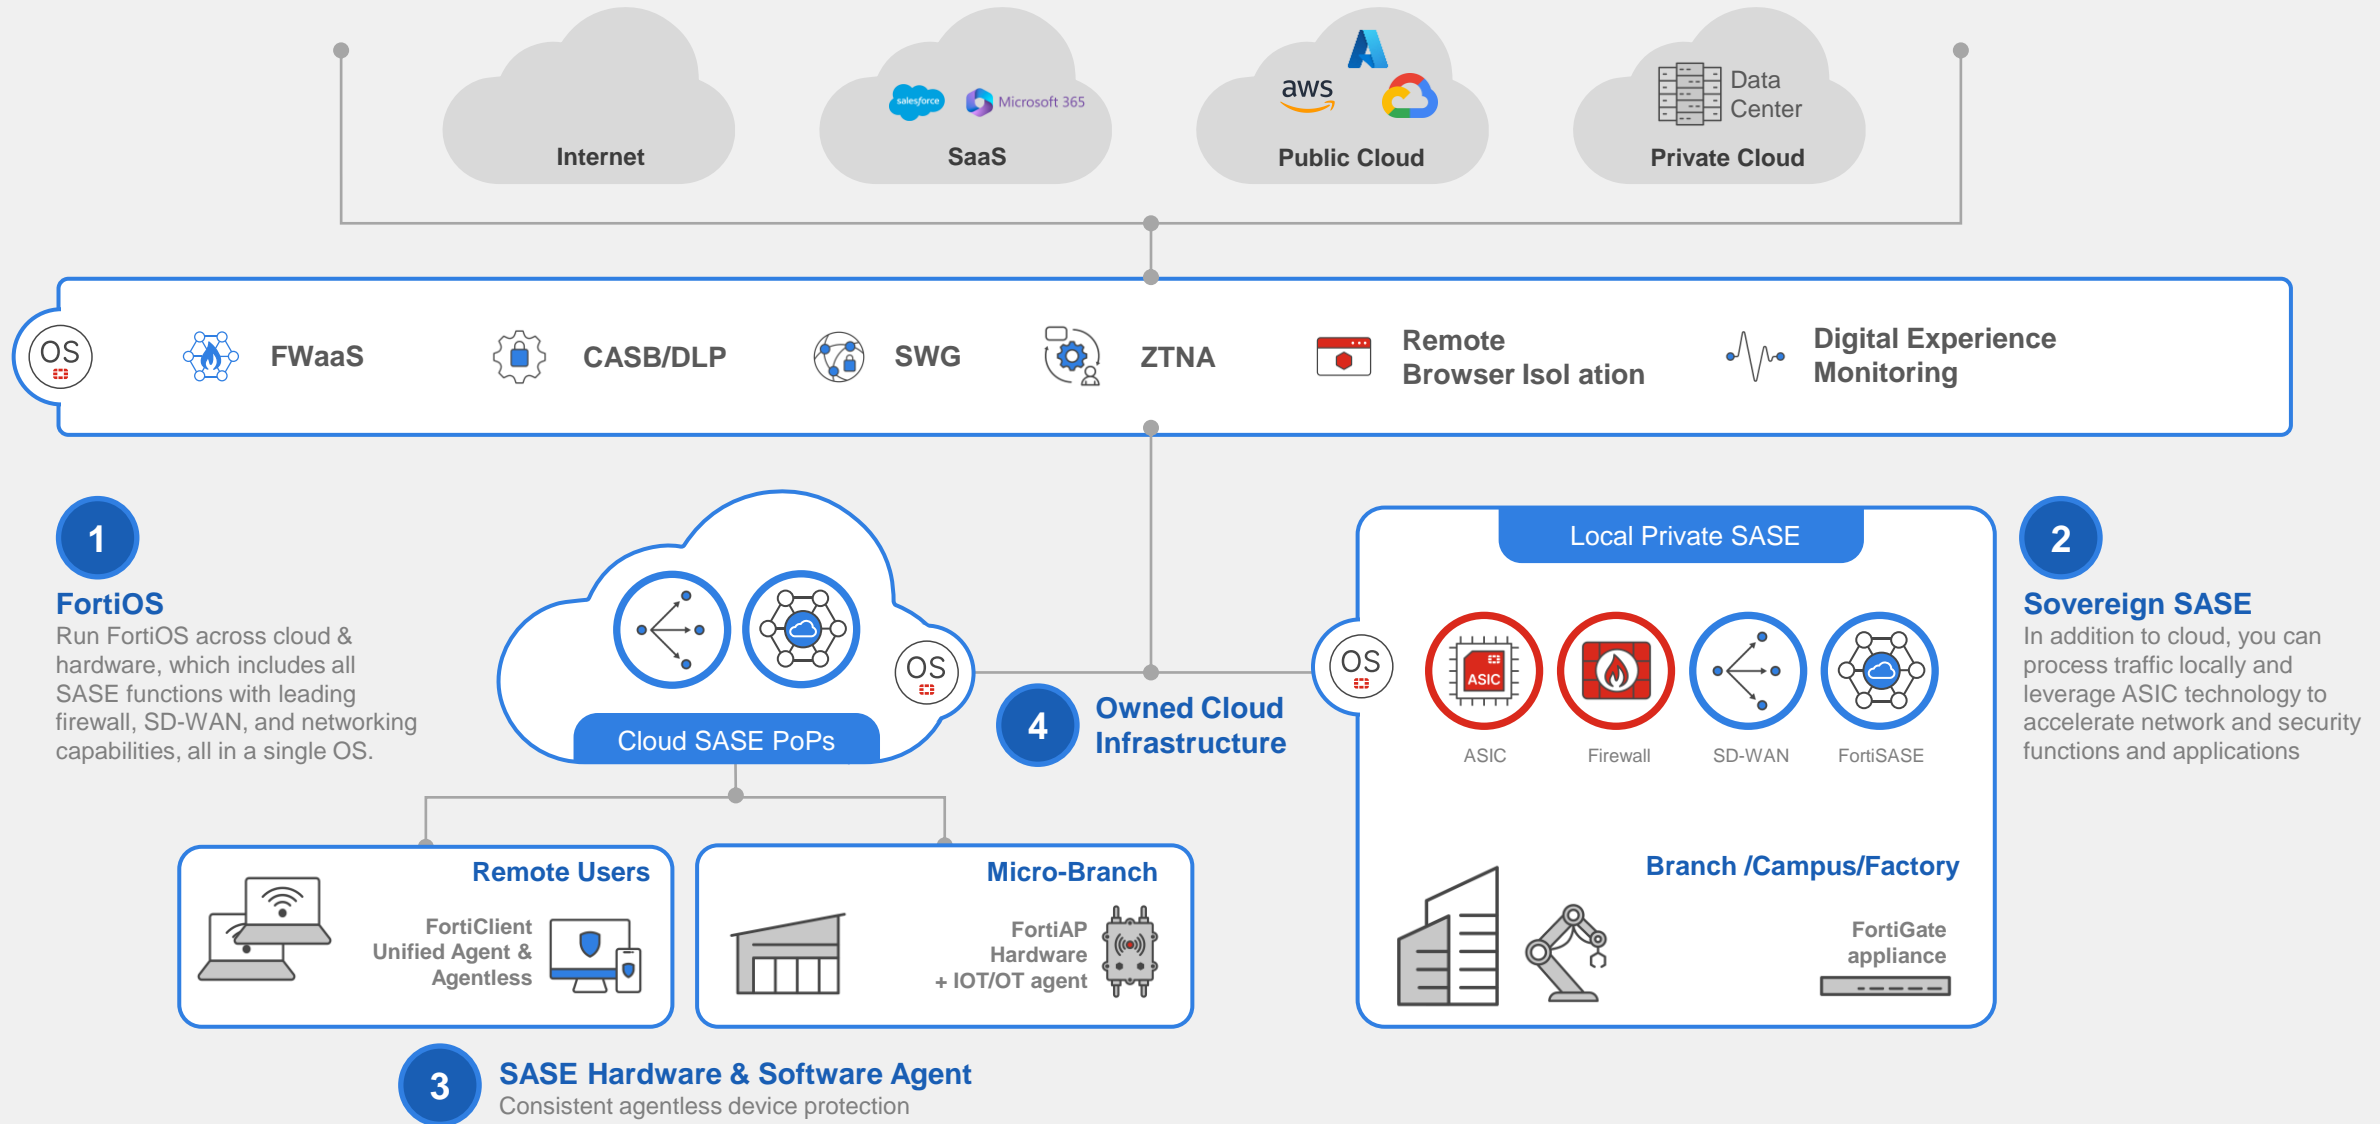 salesforce
Microsoft 365
aws
Data
Center
Internet
SaaS
Public Cloud
Private Cloud
OS
FWaaS
CASB/DLP
SWG
ZTNA
Remote
Browser Isol ation
Digital Experience
Monitoring
1
FortiOS
Run FortiOS across cloud &
hardware, which includes all
SASE functions with leading
firewall, SD-WAN, and networking
capabilities, all in a single OS.
OS
Cloud SASE PoPs
4
Owned Cloud
Infrastructure
Local Private SASE
OS
ASIC
ASIC
Firewall
SD-WAN
FortiSASE
2
Sovereign SASE
In addition to cloud, you can
process traffic locally and
leverage ASIC technology to
accelerate network and security
functions and applications
Remote Users
FortiClient
Unified Agent &
Agentless
Micro-Branch
FortiAP
Hardware
+ IOT/OT agent
Branch /Campus/Factory
FortiGate
appliance
3
SASE Hardware & Software Agent
Consistent agentless device protection